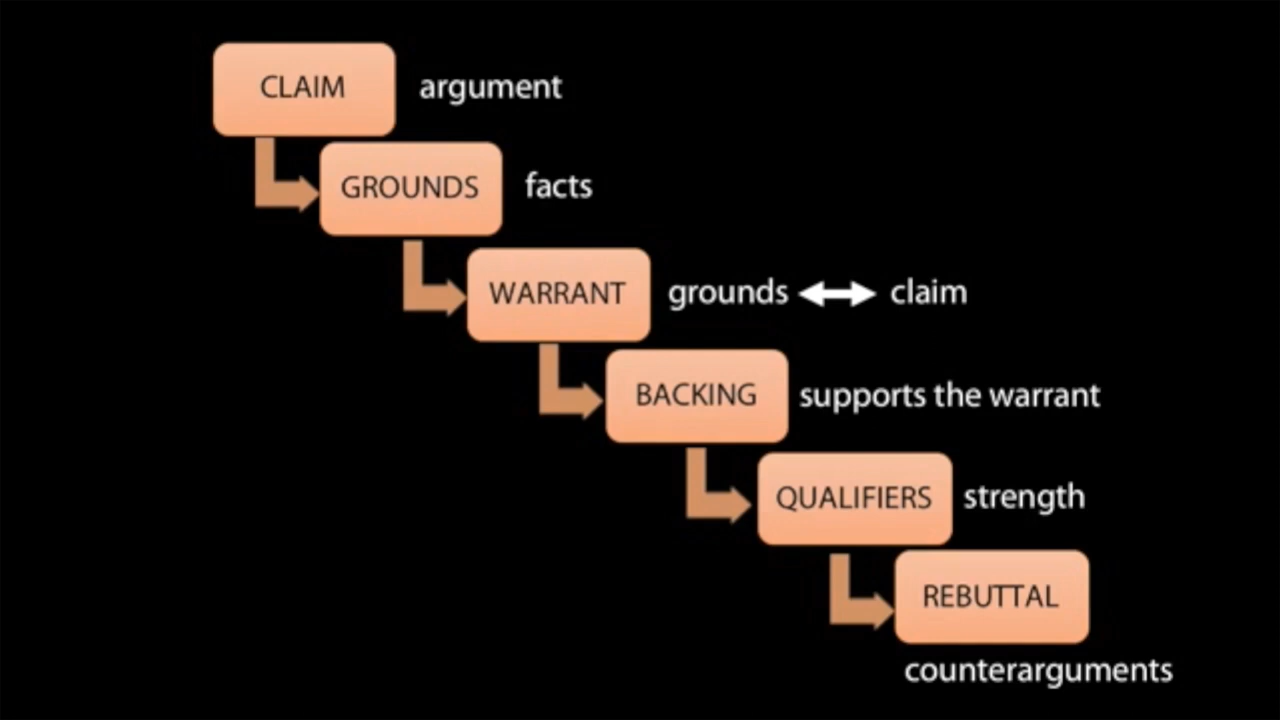 CLAIM argument
GROUNDS facts
WARRANT grounds ↔ claim
BACKING supports the warrant
QUALIFIERS strength
REBUTTAL
counterarguments